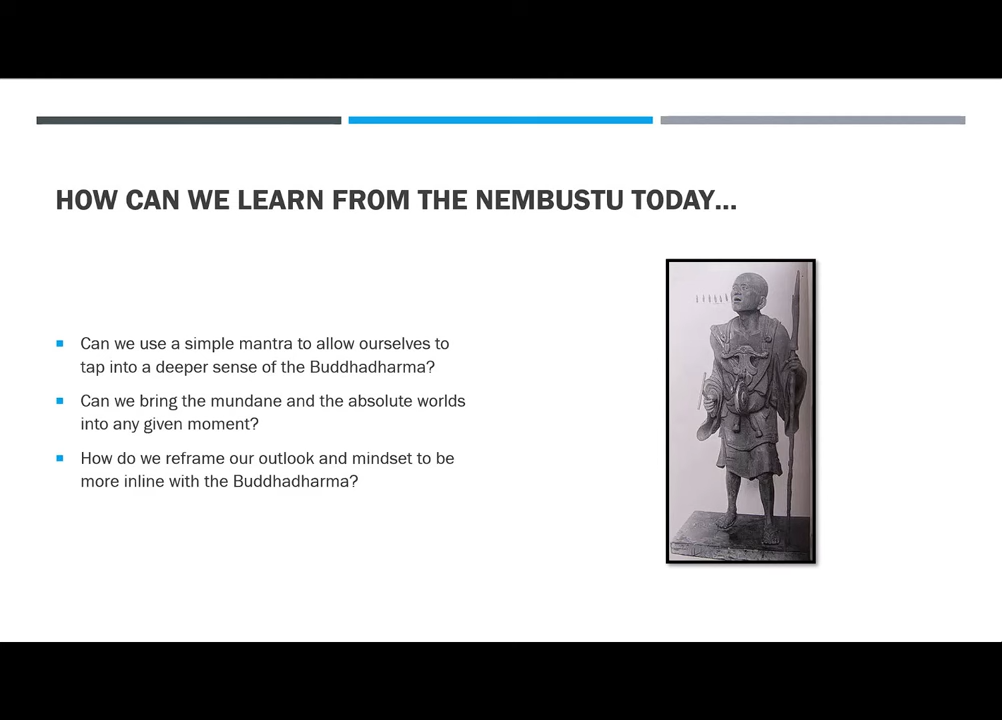 HOW CAN WE LEARN FROM THE NEMBUSTU TODAY...
Can we use a simple mantra to allow ourselves to
tap into a deeper sense of the Buddhadharma?
Can we bring the mundane and the absolute worlds
into any given moment?
How do we reframe our outlook and mindset to be
more inline with the Buddhadharma?